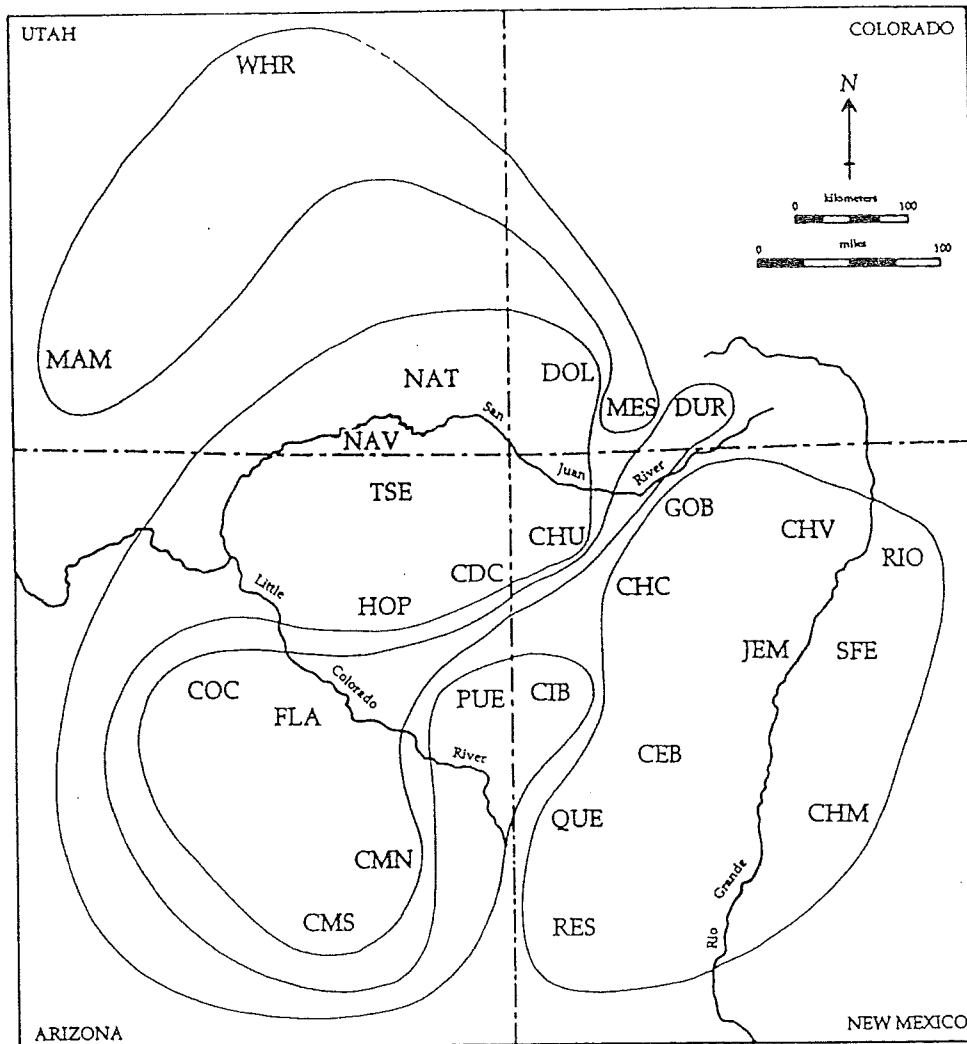 UTAH
COLORADO
WHR
N
0 kilometers 100
0 miles 100
MAM
NAT
DOL
MES
DUR
San
Juan
River
NAV
TSE
GOB
CHV
CHU
RIO
CDC
CHC
Little
HOP
JEM
SFE
COC
Colorado
PUE
CIB
FLA
River
CEB
QUE
CHM
CMN
Grande
CMS
RES
Rio
ARIZONA
NEW MEXICO